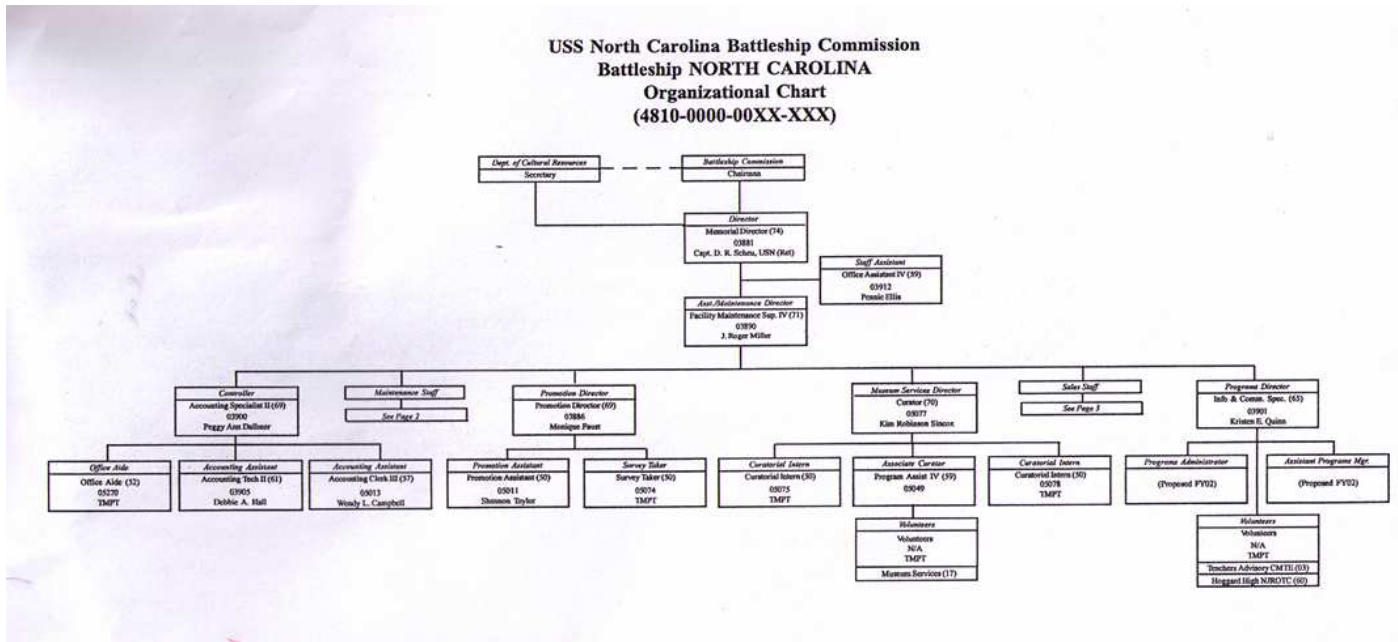 USS North Carolina Battleship Commission
Battleship NORTH CAROLINA
Organizational Chart
(4810-0000-00XX-XXX)
Dept. of Cultural Resources
Secretary
Battleship Commission
Chairman
Director
Memorial Director (74)
03881
Capt. D. R. Scheu, USN (Ret)
Staff Assistant
Office Assistant IV (59)
03912
Pennie Ellis
Asst./Maintenance Director
Facility Maintenance Sup. IV (71)
03890
J. Roger Miller
Controller
Accounting Specialist II (69)
03900
Peggy Ann
Maintenance Staff
See Page 2
Promotion Director
Promotion Director (69)
03886
Monique
Museum Services Director
Curator (70)
05077
Kim Robinson Sincox
Sales Staff
See Page 3
Programs Director
Info & Comm. Spec. (65)
03901
Kristen E. Quinn
Office Aide
Office Aide (52)
05270
TMPT
Accounting Assistant
Accounting Tech II (61)
03905
Debbie A. Hall
Accounting Assistant
Accounting Clerk III (57)
05013
Wendy L. Campbell
Promotion Assistant
Promotion Assistant (50)
05011
Shannon Taylor
Survey Taker
Survey Taker (50)
05074
TMPT
Curatorial Intern
Curatorial Intern (50)
05075
TMPT
Associate Curator
Program Assist IV (59)
05049
Curatorial Intern
Curatorial Intern (50)
05078
TMPT
Programs Administrator
(Proposed FY02)
Assistant Programs Mgr.
(Proposed FY02)
Volunteers
Volunteers
N/A
TMPT
Museum Services (17)
Volunteers
Volunteers
N/A
TMPT
Teachers Advisory CMTE (03)
Hoggard High NJROTC (60)